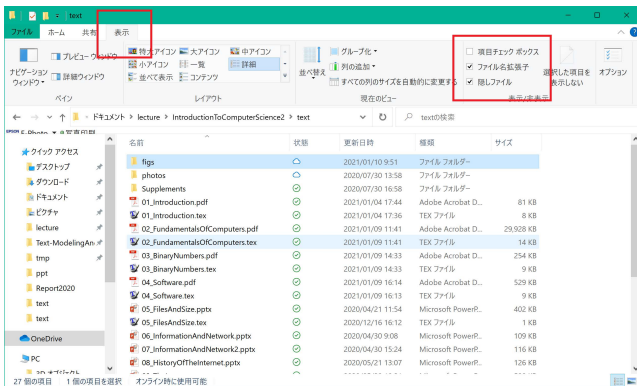 text
ファイル ホーム 共有 表示
ナビゲーション ウィンドウ▾
プレビュー ウィンドウ
詳細ウィンドウ
ペイン
特大アイコン 大アイコン 中アイコン
小アイコン 一覧 詳細
並べて表示 コンテンツ
レイアウト
並べ替え
グループ化▾
列の追加▾
すべての列のサイズを自動的に変更する
現在のビュー
項目チェック ボックス
ファイル名拡張子
隠しファイル
選択した項目を
表示しない
表示/非表示
オプション
ドキュメント > lecture > IntroductionToComputerScience2 > text
textの検索
クイック アクセス
デスクトップ
ダウンロード
ドキュメント
ピクチャ
lecture
Text-ModelingAn
tmp
ppt
Report2020
text
text
OneDrive
PC
名前 状態 更新日時 種類 サイズ
figs 2021/01/10 9:51 ファイル フォルダー
photos 2020/07/30 13:58 ファイル フォルダー
Supplements 2020/07/30 16:58 ファイル フォルダー
01_Introduction.pdf 2021/01/04 17:44 Adobe Acrobat D... 81 KB
01_Introduction.tex 2021/01/04 17:36 TEX ファイル 8 KB
02_FundamentalsOfComputers.pdf 2021/01/09 11:41 Adobe Acrobat D... 29,928 KB
02_FundamentalsOfComputers.tex 2021/01/09 11:41 TEX ファイル 14 KB
03_BinaryNumbers.pdf 2021/01/09 14:33 Adobe Acrobat D... 254 KB
03_BinaryNumbers.tex 2021/01/09 14:33 TEX ファイル 9 KB
04_Software.pdf 2021/01/09 16:14 Adobe Acrobat D... 529 KB
04_Software.tex 2021/01/09 16:13 TEX ファイル 9 KB
05_FilesAndSize.pptx 2020/04/21 11:54 Microsoft PowerP... 402 KB
05_FilesAndSize.tex 2020/12/16 16:12 TEX ファイル 1 KB
06_InformationAndNetwork.pptx 2020/04/30 9:08 Microsoft PowerP... 109 KB
07_InformationAndNetwork2.pptx 2020/04/30 15:24 Microsoft PowerP... 116 KB
08_HistoryOfTheInternet.pptx 2020/05/21 13:07 Microsoft PowerP... 126 KB
27 個の項目 1 個の項目を選択 オンライン時に使用可能